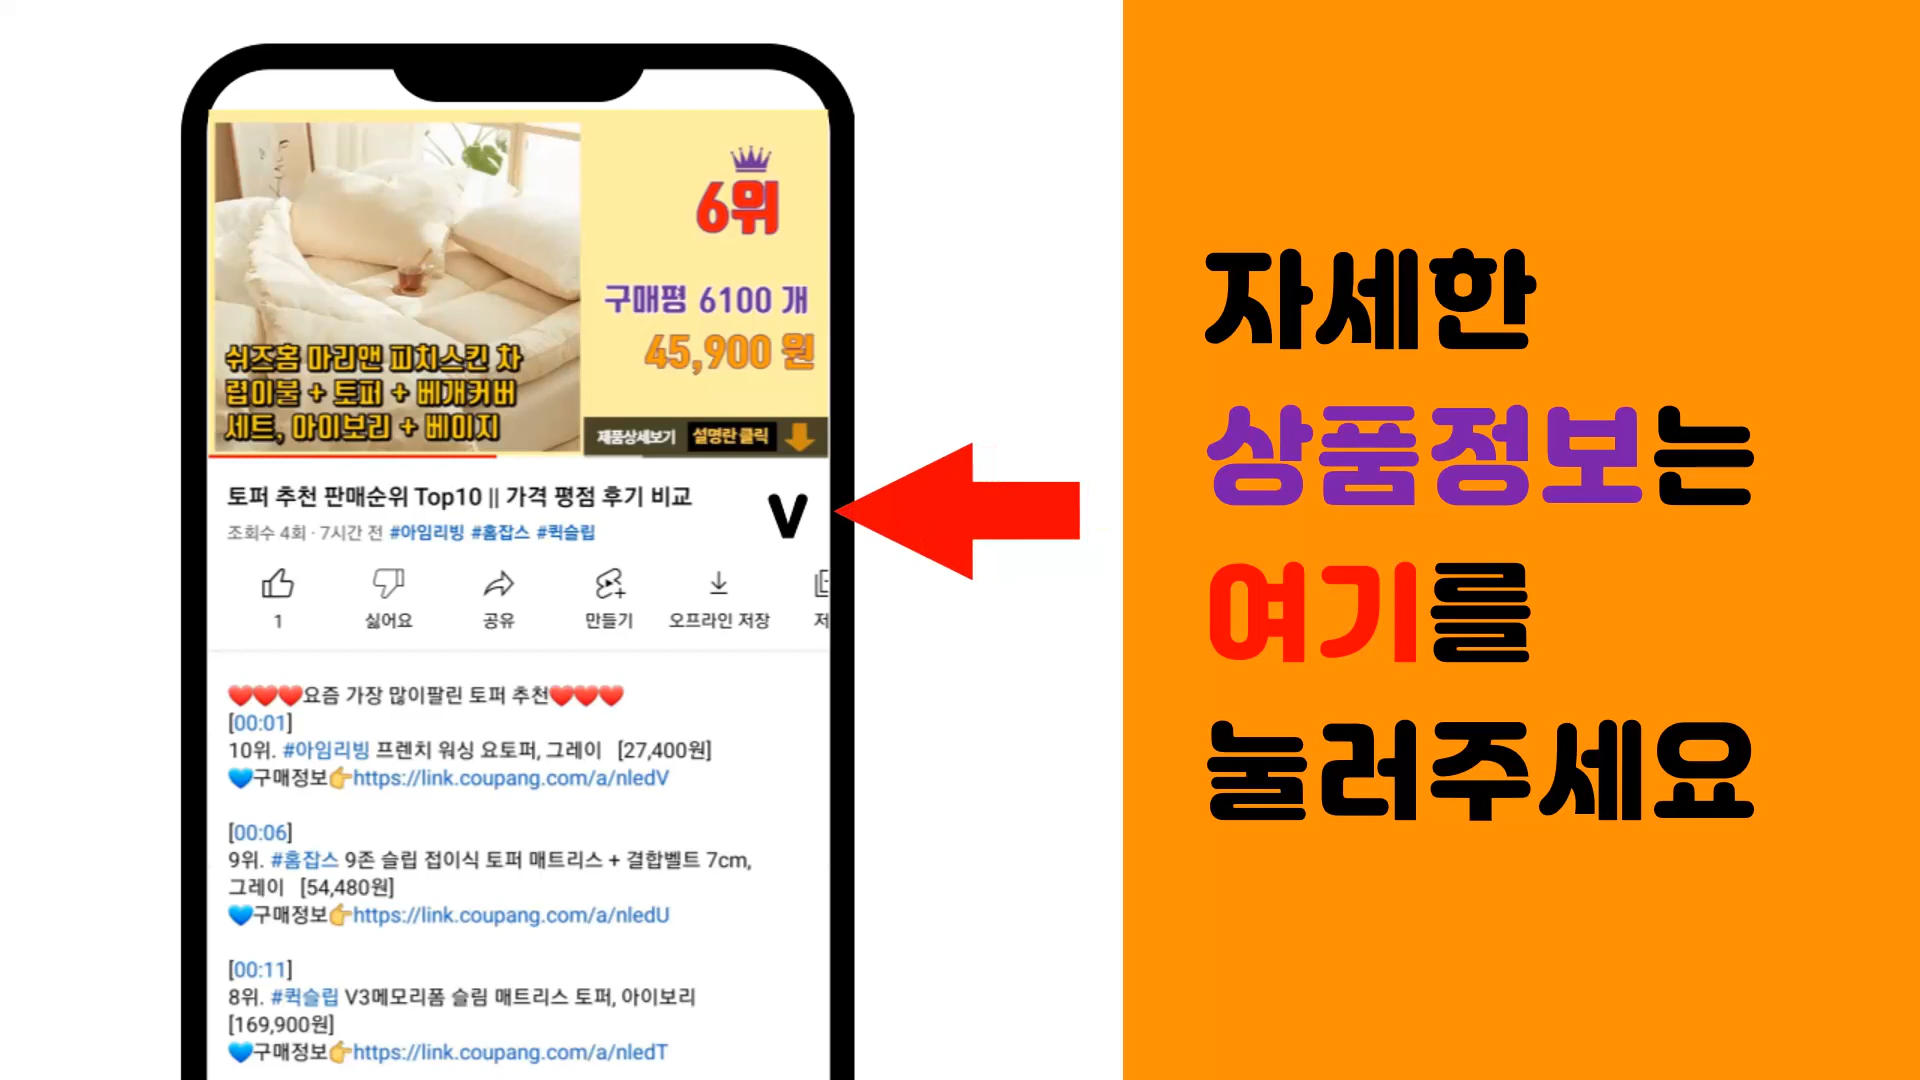 6위
구매평 6100 개
45,900 원
쉬즈홈 마리앤 피치스킨 차
렵이불 + 토퍼 + 베개커버
세트, 아이보리 + 베이지
제품상세보기 설명란 클릭
토퍼 추천 판매순위 Top10 || 가격 평점 후기 비교
V
조회수 4회 · 7시간 전 #아임리빙 #홈잡스 #퀵슬립
1 싫어요 공유 만들기 오프라인 저장 저
❤️❤️❤️요즘 가장 많이팔린 토퍼 추천❤️❤️❤️
[00:01]
10위. #아임리빙 프렌치 워싱 요토퍼, 그레이 [27,400원]
💙구매정보👉https://link.coupang.com/a/nledV
[00:06]
9위. #홈잡스 9존 슬립 접이식 토퍼 매트리스 + 결합벨트 7cm,
그레이 [54,480원]
💙구매정보👉https://link.coupang.com/a/nledU
[00:11]
8위. #퀵슬립 V3메모리폼 슬림 매트리스 토퍼, 아이보리
[169,900원]
💙구매정보👉https://link.coupang.com/a/nledT
자세한
상품정보는
여기를
눌러주세요